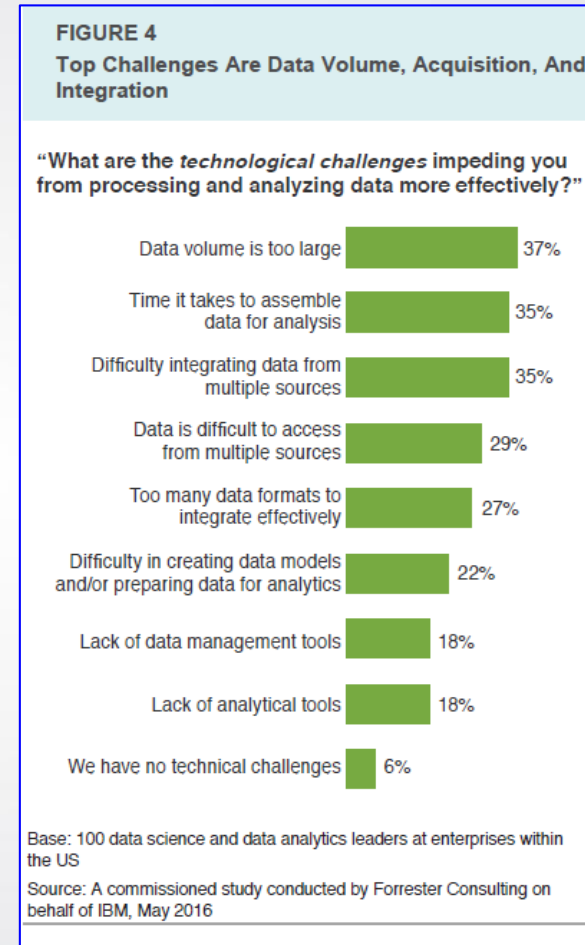 FIGURE 4
Top Challenges Are Data Volume, Acquisition, And
Integration
“What are the technological challenges impeding you
from processing and analyzing data more effectively?”
Data volume is too large 37%
Time it takes to assemble
data for analysis 35%
Difficulty integrating data from
multiple sources 35%
Data is difficult to access
from multiple sources 29%
Too many data formats to
integrate effectively 27%
Difficulty in creating data models
and/or preparing data for analytics 22%
Lack of data management tools 18%
Lack of analytical tools 18%
We have no technical challenges 6%
Base: 100 data science and data analytics leaders at enterprises within
the US
Source: A commissioned study conducted by Forrester Consulting on
behalf of IBM, May 2016